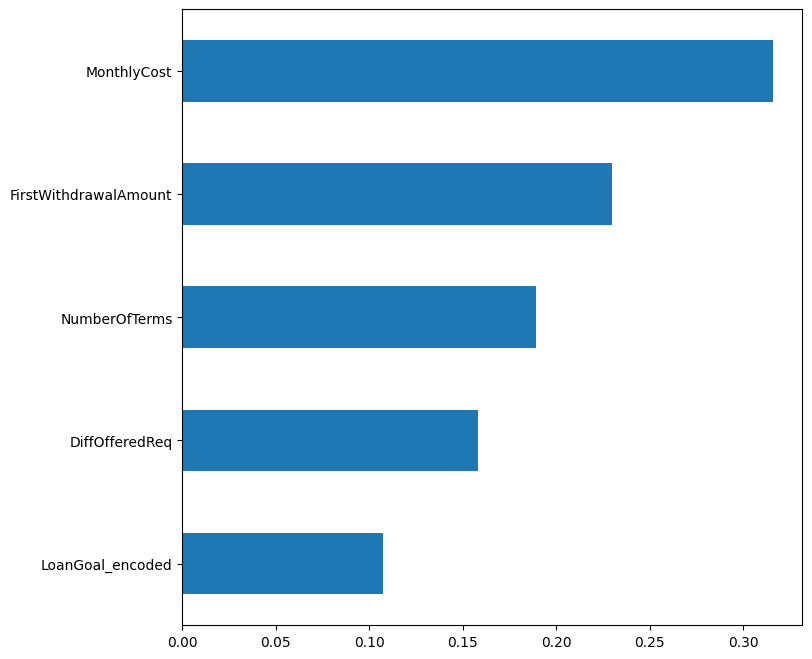 MonthlyCost
FirstWithdrawalAmount
NumberOfTerms
DiffOfferedReq
LoanGoal_encoded
0.00 0.05 0.10 0.15 0.20 0.25 0.30